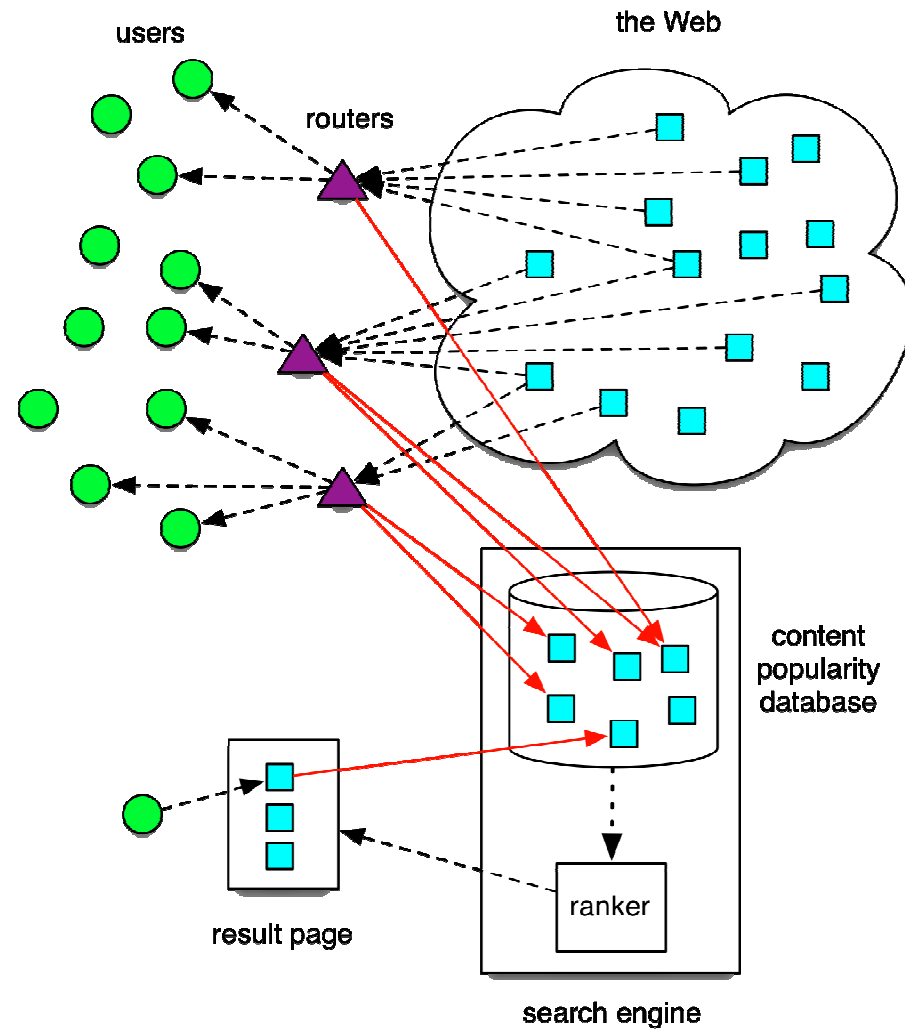 users
the Web
routers
content
popularity
database
ranker
result page
search engine